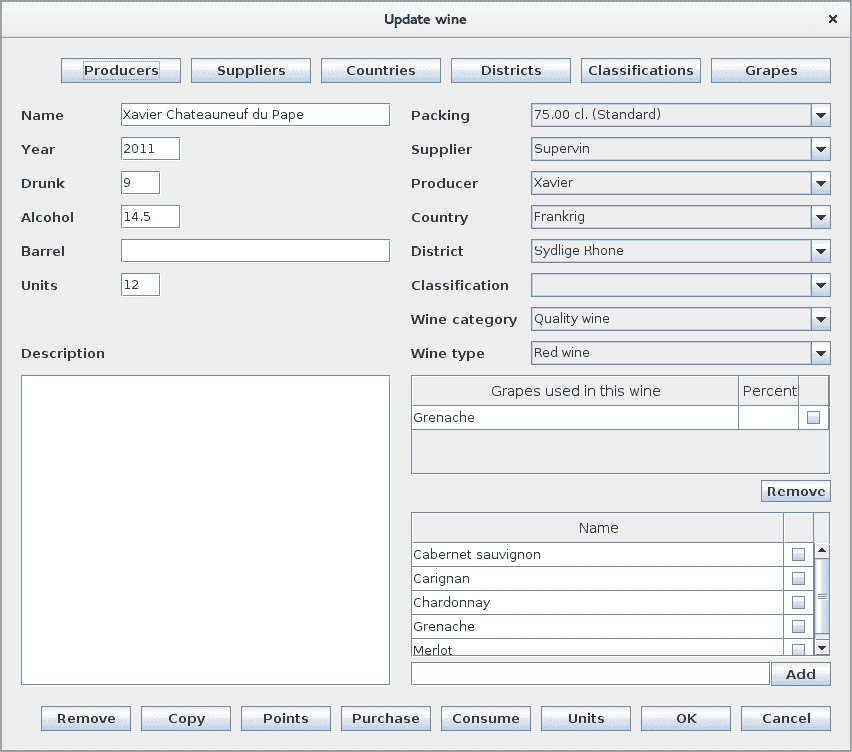 Update wine ×
Producers Suppliers Countries Districts Classifications Grapes
Name Xavier Chateauneuf du Pape Packing 75.00 cl. (Standard)
Year 2011 Supplier Supervin
Drunk 9 Producer Xavier
Alcohol 14.5 Country Frankrig
Barrel District Sydlige Rhone
Units 12 Classification
Wine category Quality wine
Description Wine type Red wine
Grapes used in this wine Percent
Grenache
Remove
Name
Cabernet sauvignon
Carignan
Chardonnay
Grenache
Merlot
Add
Remove Copy Points Purchase Consume Units OK Cancel